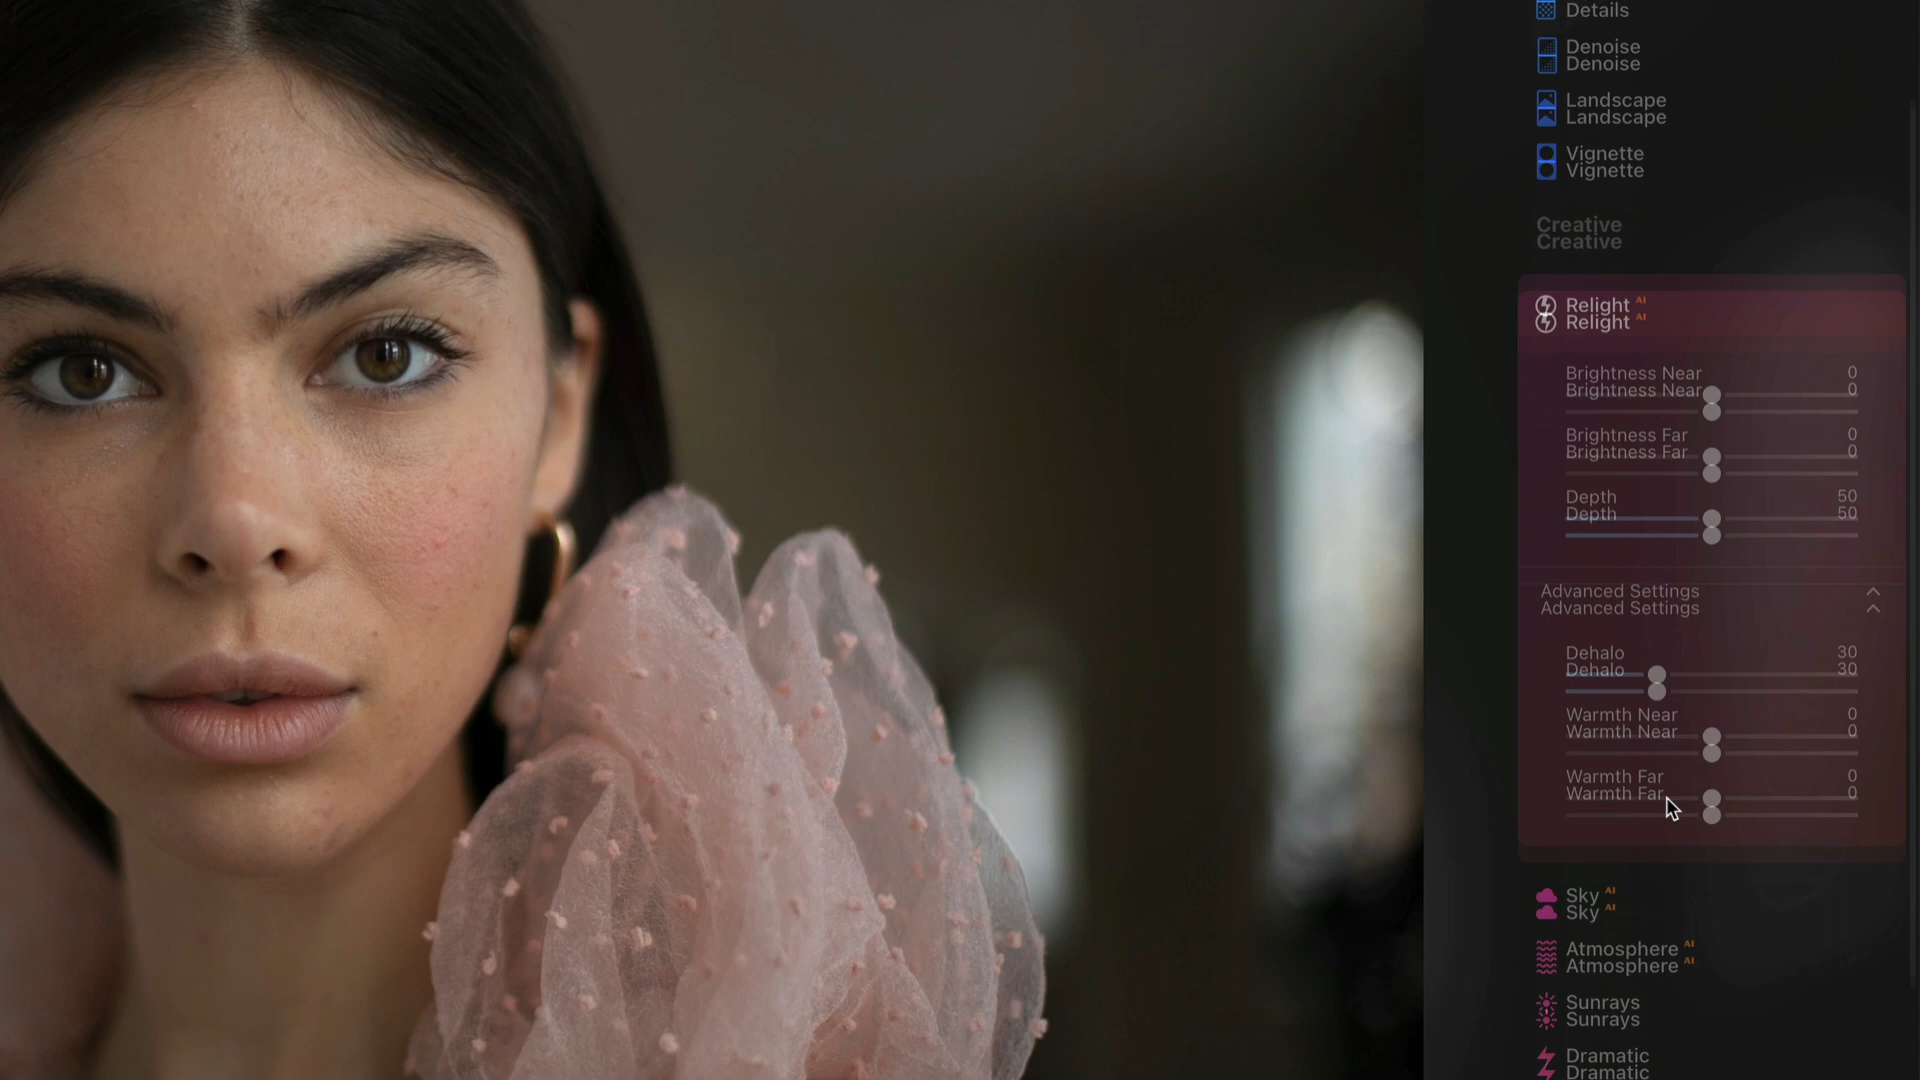 Details
Denoise
Denoise
Landscape
Landscape
Vignette
Vignette
Creative
Creative
Relight AI
Relight AI
Brightness Near 0
Brightness Near 0
Brightness Far 0
Brightness Far 0
Depth 50
Depth 50
Advanced Settings
Advanced Settings
Dehalo 30
Dehalo 30
Warmth Near 0
Warmth Near 0
Warmth Far 0
Warmth Far 0
Sky AI
Sky AI
Atmosphere AI
Atmosphere AI
Sunrays
Sunrays
Dramatic
Dramatic